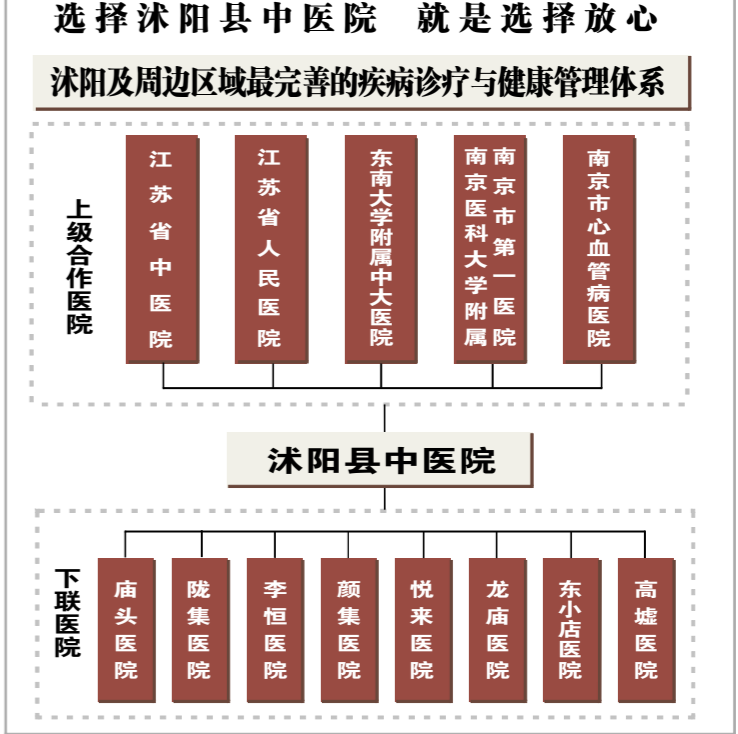 选择沭阳县中医院 就是选择放心
沭阳及周边区域最完善的疾病诊疗与健康管理体系
上级合作医院
江苏省中医院
江苏省人民医院
东南大学附属中大医院
南京医科大学附属
南京市第一医院
南京市心血管病医院
沭阳县中医院
下联医院
庙头医院
陇集医院
李恒医院
颜集医院
悦来医院
龙庙医院
东小店医院
高墟医院